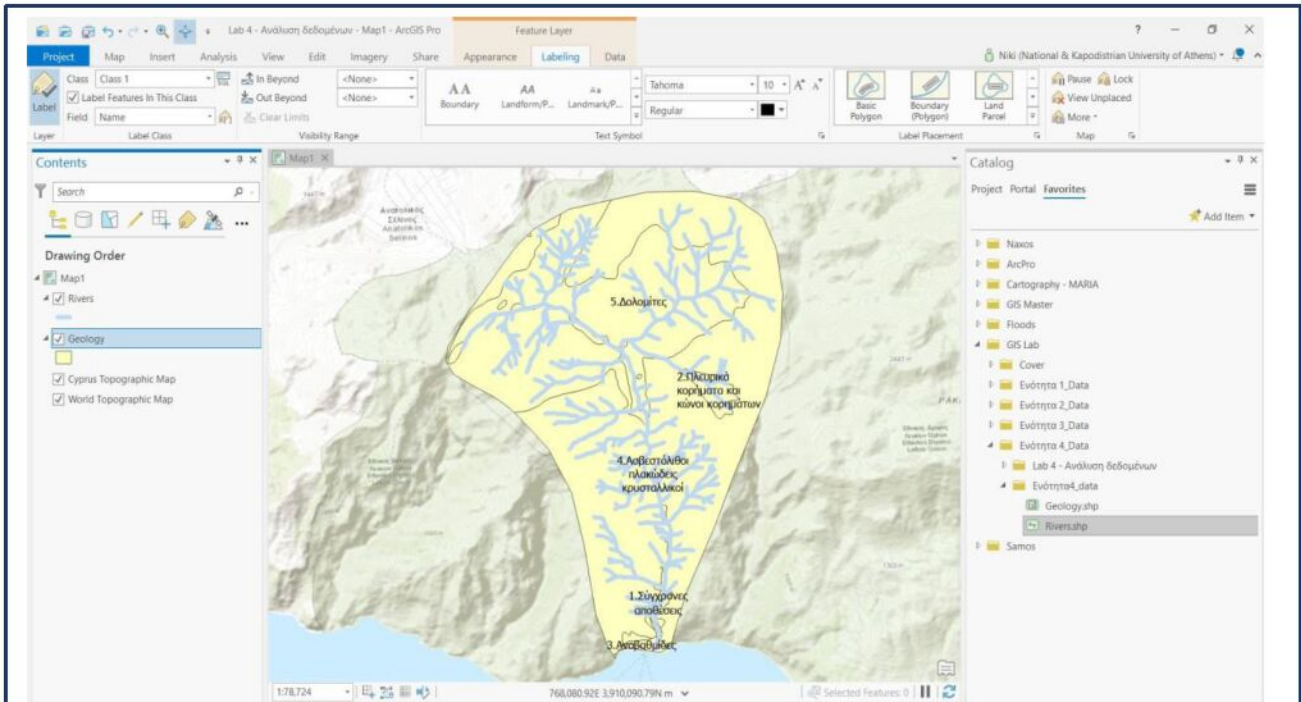 Lab 4 - Ανάλυση δεδομένων - Map1 - ArcGIS Pro
Feature Layer
?
Project Map Insert Analysis View Edit Imagery Share Appearance Labeling Data
Niki (National & Kapodistrian University of Athens)
Class Class 1
Label Features In This Class
Field Name
Label
Layer
Label Class
In Beyond <None>
Out Beyond <None>
Clear Limits
Visibility Range
AA AA Aa
Boundary Landform/P... Landmark/P...
Tahoma 10
Regular
Text Symbol
Basic Polygon
Boundary (Polygon)
Land Parcel
Label Placement
Pause Lock
View Unplaced
More
Map
Contents
Search
Drawing Order
Map1
Rivers
Geology
Cyprus Topographic Map
World Topographic Map
Map1
Ανατολικός
Σέλινος
Anatolikos
Selinos
5.Δολομίτες
2.Πλευρικά
κορήματα και
κώνοι κορημάτων
4.Ασβεστόλιθοι
πλακώδεις
κρυσταλλικοί
1.Σύγχρονες
αποθέσεις
3.Αναβαθμίδες
1:78,724
768,080.92E 3,910,090.79N m
Selected Features: 0
Catalog
Project Portal Favorites
Add Item
Naxos
ArcPro
Cartography - MARIA
GIS Master
Floods
GIS Lab
Cover
Ενότητα 1_Data
Ενότητα 2_Data
Ενότητα 3_Data
Ενότητα 4_Data
Lab 4 - Ανάλυση δεδομένων
Ενότητα4_data
Geology.shp
Rivers.shp
Samos